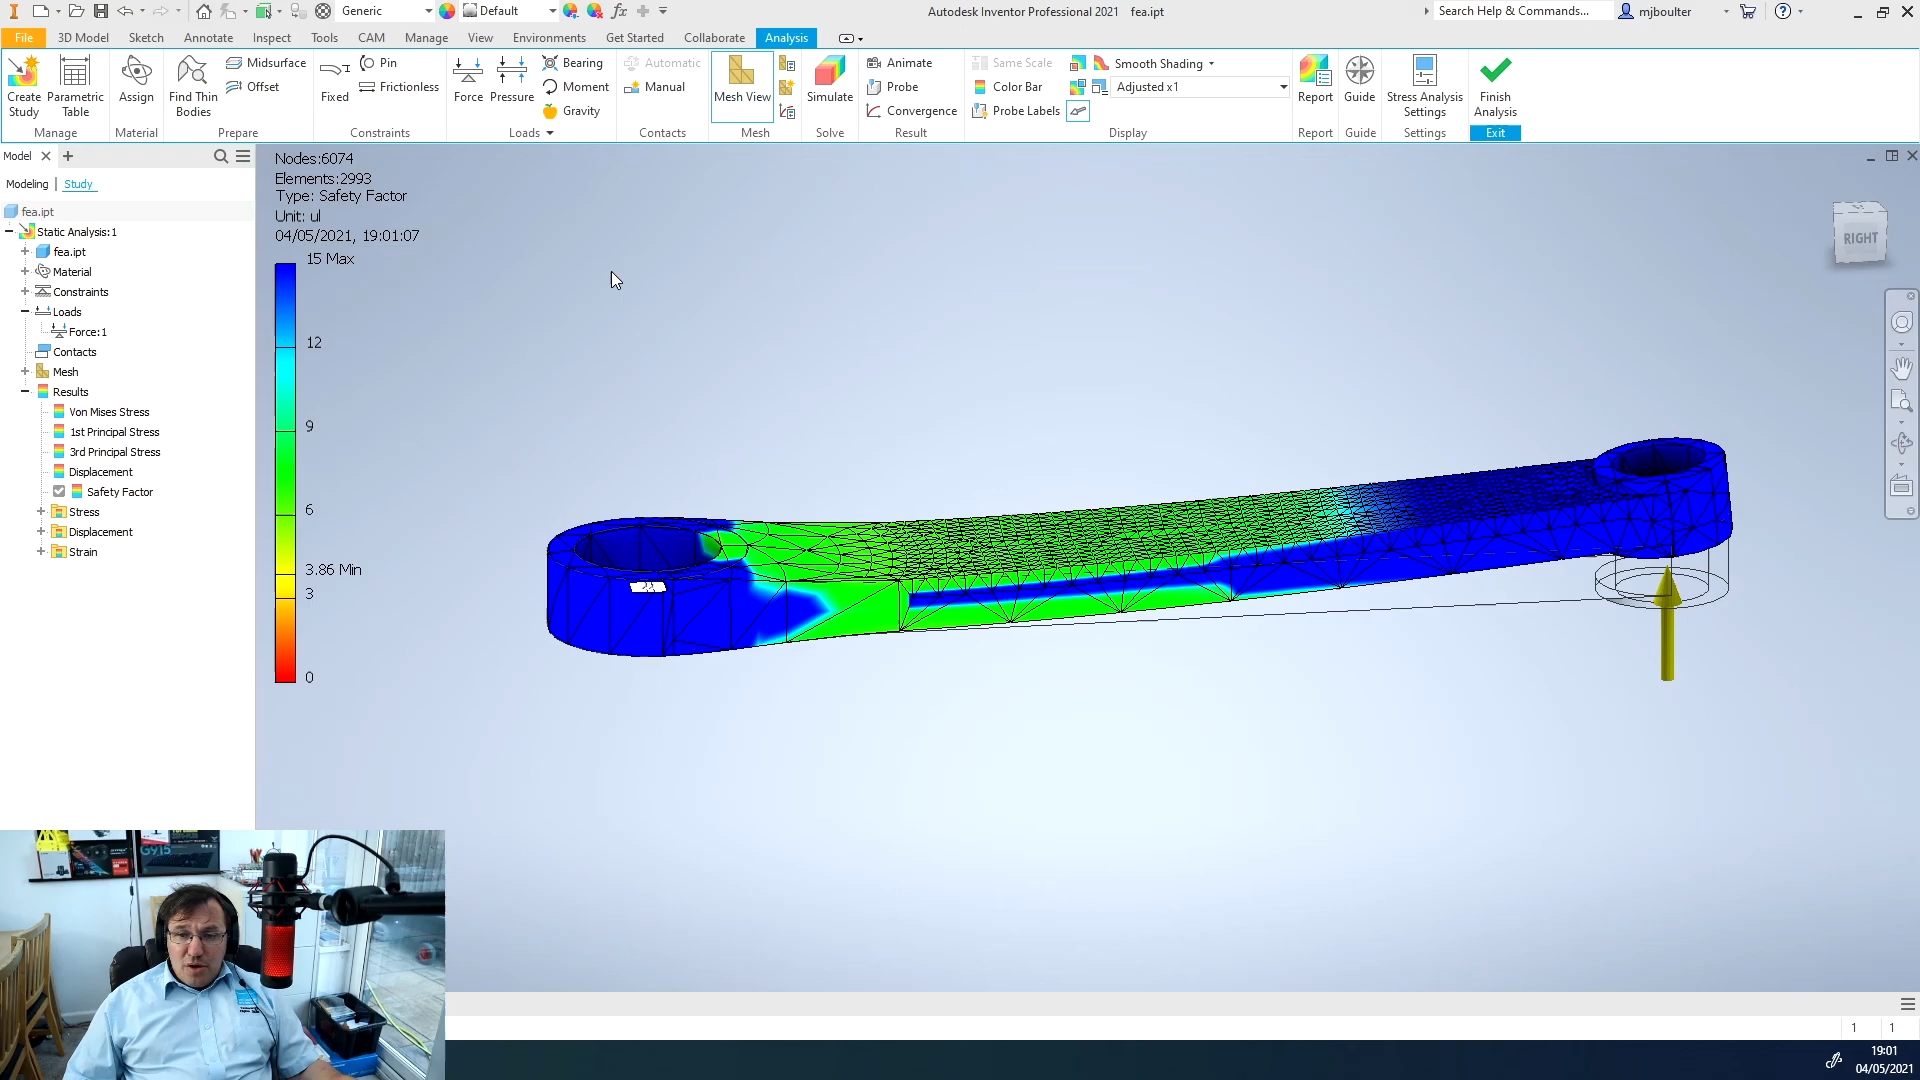 Generic
fx
Default
Autodesk Inventor Professional 2021 fea.ipt
Search Help & Commands...
mjboulter
File
3D Model
Sketch
Annotate
Inspect
Tools
CAM
Manage
View
Environments
Get Started
Collaborate
Analysis
Create
Study
Parametric
Table
Manage
Assign
Material
Find Thin
Bodies
Midsurface
Offset
Prepare
Fixed
Pin
Frictionless
Constraints
Force
Pressure
Bearing
Moment
Gravity
Loads
Automatic
Manual
Contacts
Mesh View
Mesh
Simulate
Solve
Animate
Probe
Convergence
Result
Same Scale
Color Bar
Probe Labels
Smooth Shading
Adjusted x1
Display
Report
Report
Guide
Guide
Stress Analysis
Settings
Settings
Finish
Analysis
Exit
Model
Modeling
Study
fea.ipt
Static Analysis:1
fea.ipt
Material
Constraints
Loads
Force:1
Contacts
Mesh
Results
Von Mises Stress
1st Principal Stress
3rd Principal Stress
Displacement
Safety Factor
Stress
Displacement
Strain
Nodes:6074
Elements:2993
Type: Safety Factor
Unit: ul
04/05/2021, 19:01:07
15 Max
12
9
6
3.86 Min
3
0
RIGHT
G915
1 1
19:01
04/05/2021